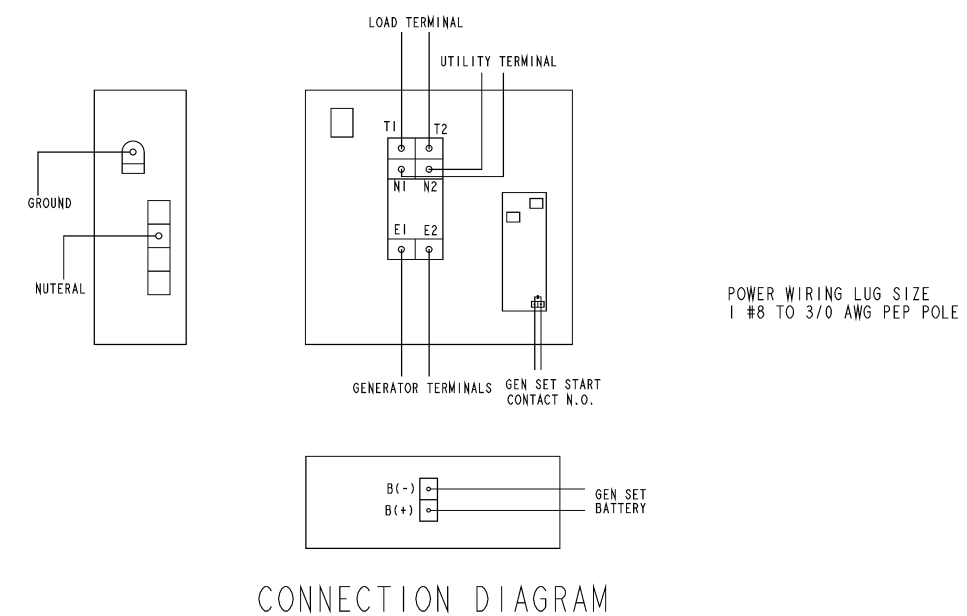 LOAD TERMINAL
UTILITY TERMINAL
T1
T2
GROUND
N1
N2
E1
E2
NUTERAL
POWER WIRING LUG SIZE
1 #8 TO 3/0 AWG PEP POLE
GENERATOR TERMINALS
GEN SET START
CONTACT N.O.
B(-)
B(+)
GEN SET
BATTERY
CONNECTION DIAGRAM